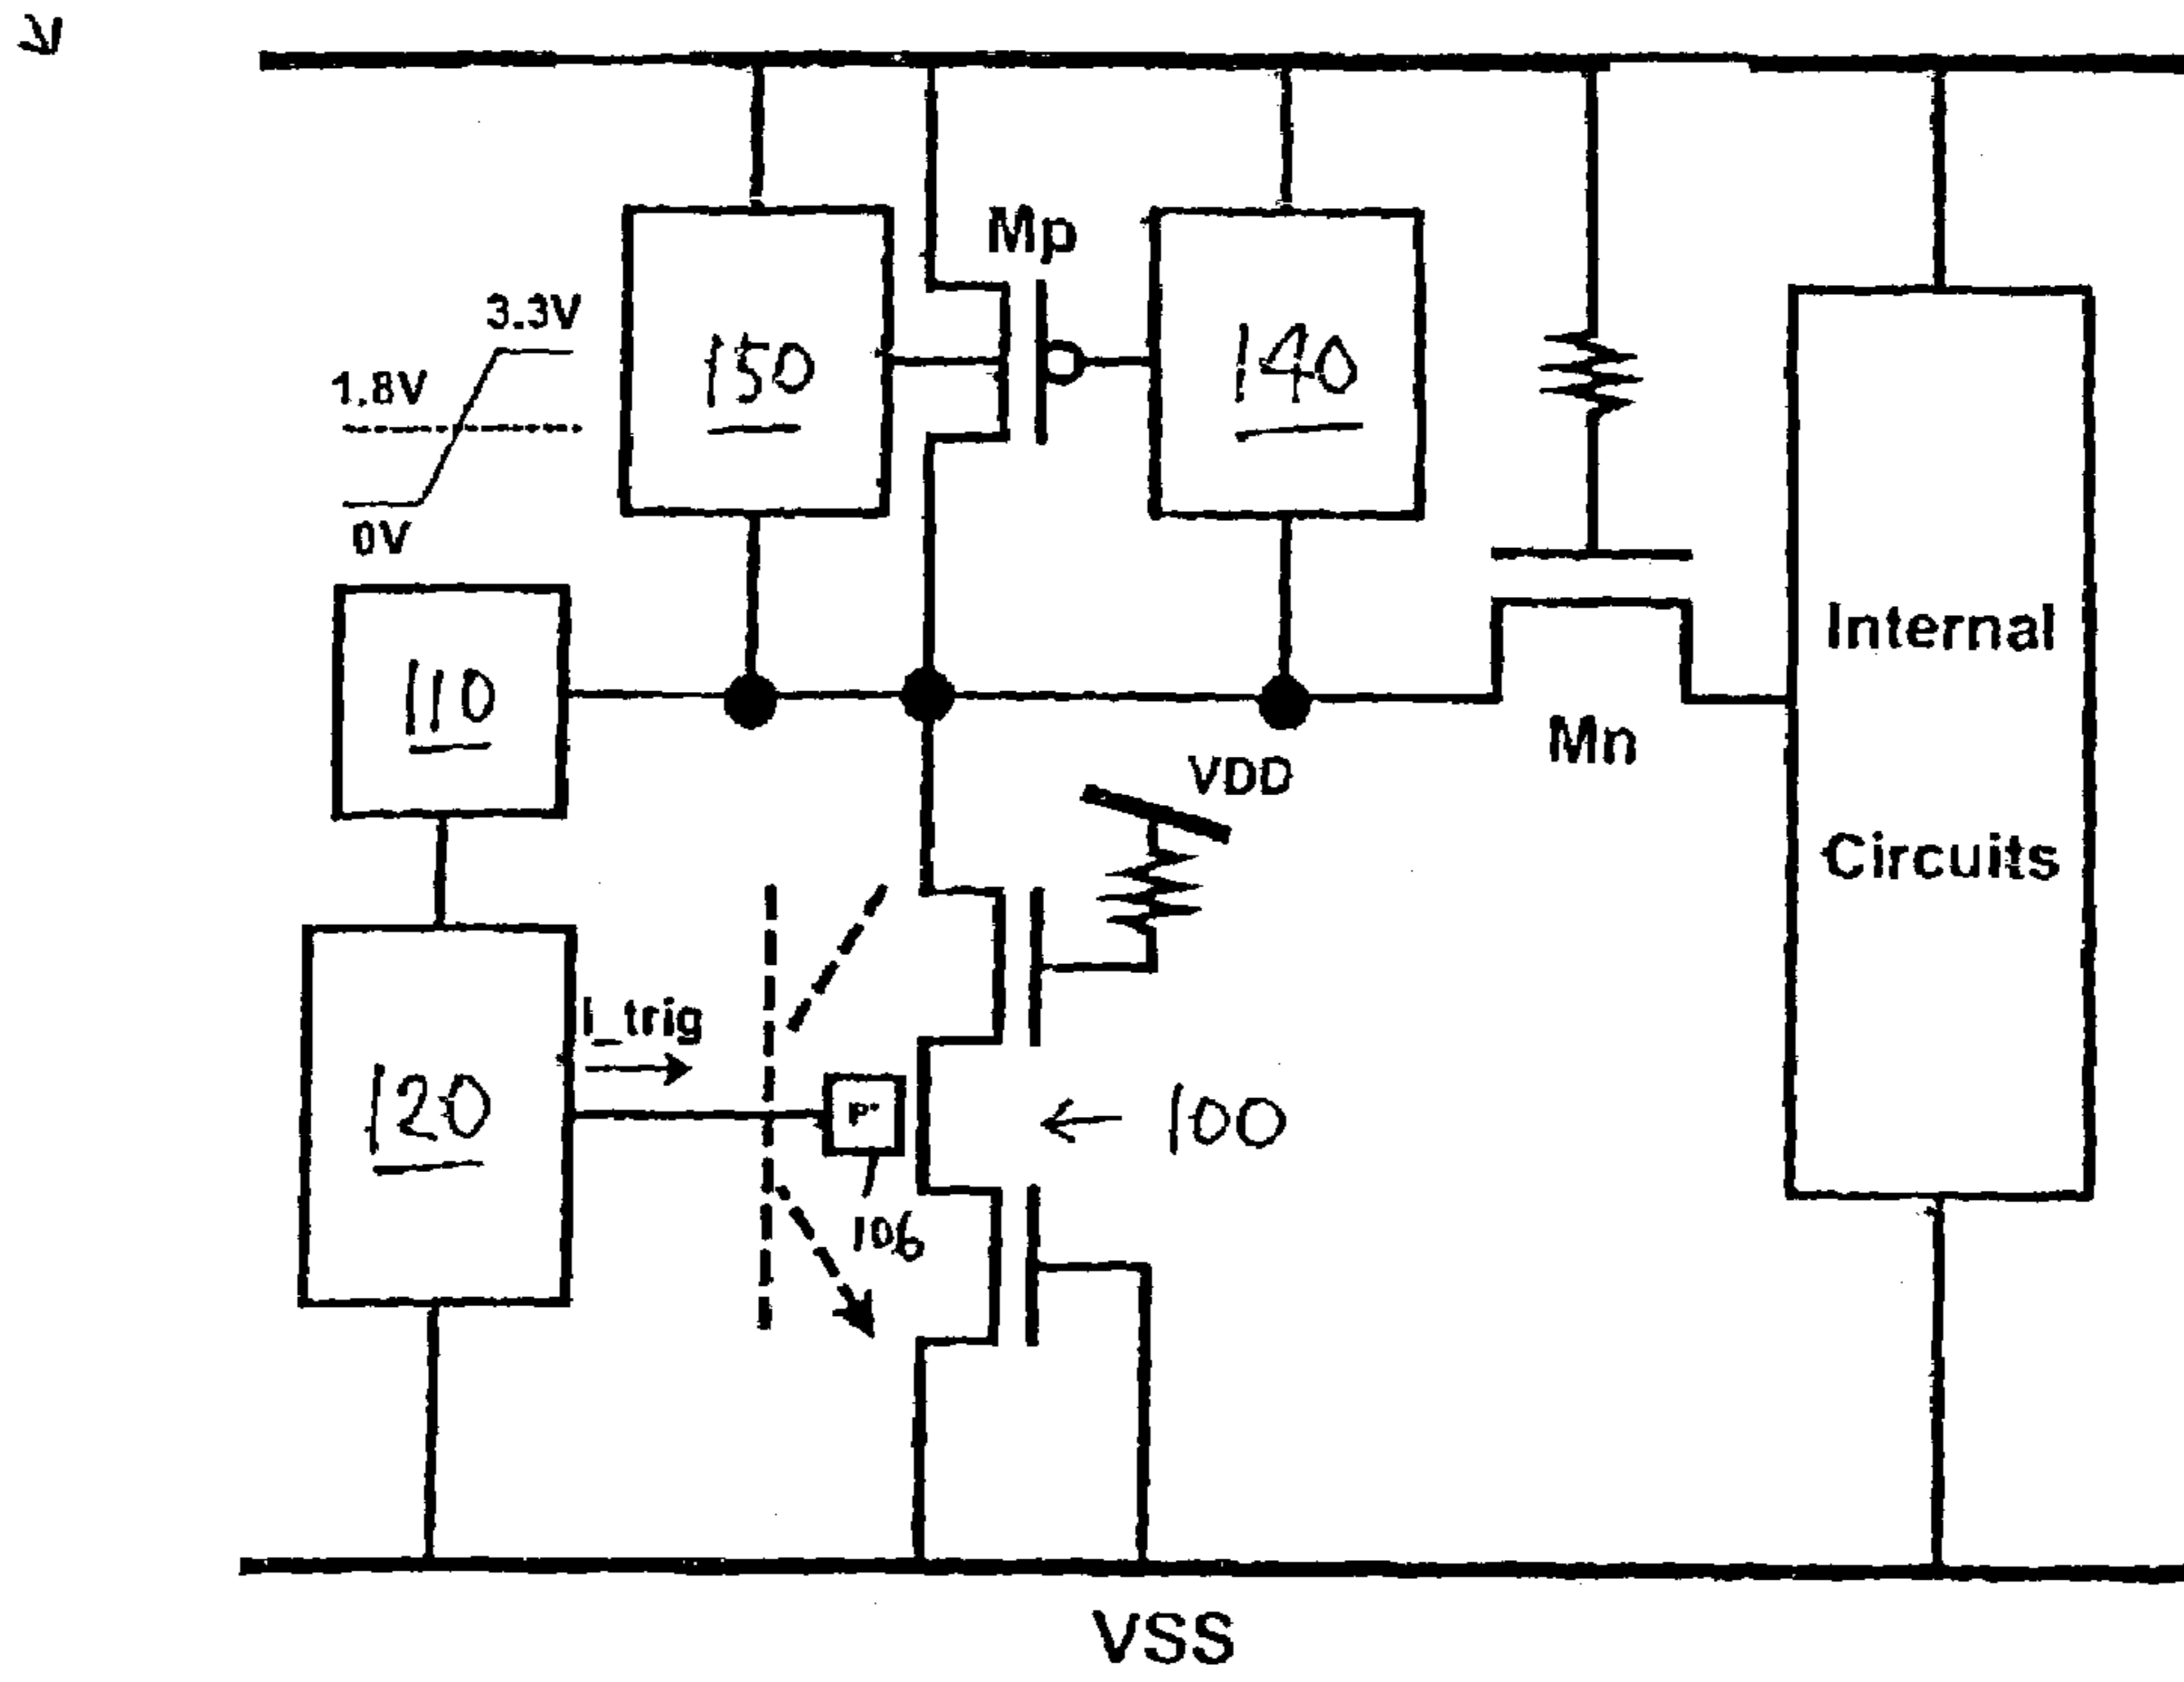 Mp
3.3V
150
140
1.8V
0V
Internal
110
Mn
VDD
Circuits
I_trig
120
P+
100
106
VSS